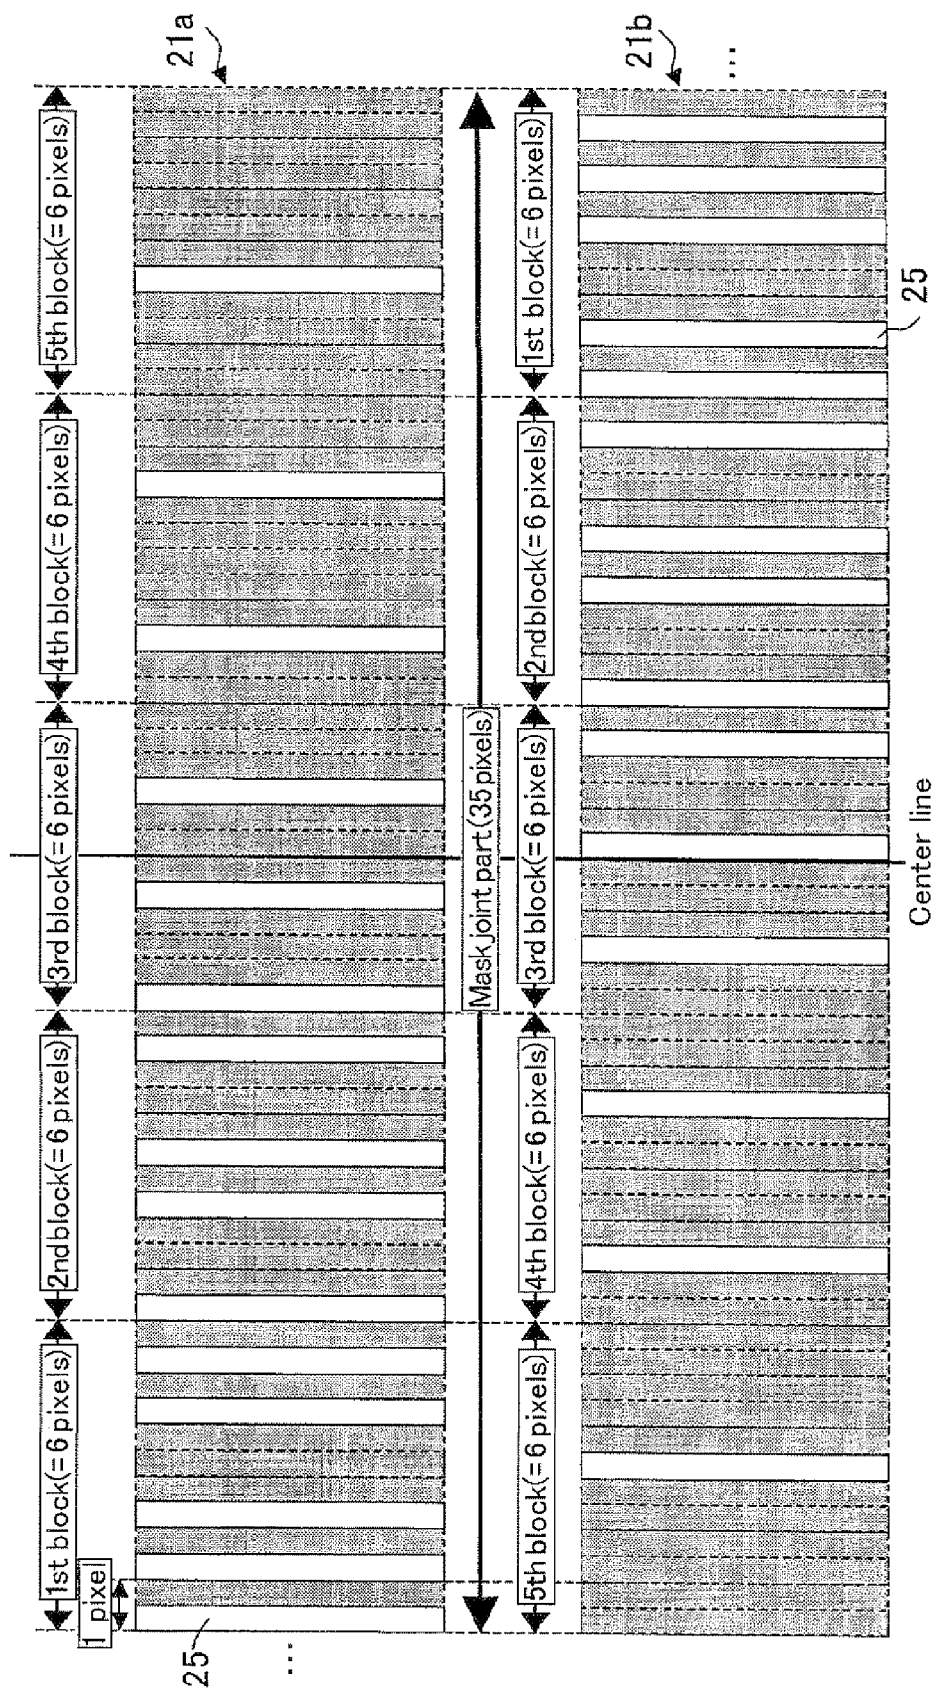 1st block(=6 pixels)
2nd block(=6 pixels)
3rd block(=6 pixels)
4th block(=6 pixels)
5th block(=6 pixels)
1 pixel
25
...
21a
Mask joint part(35 pixels)
5th block(=6 pixels)
4th block(=6 pixels)
3rd block(=6 pixels)
2nd block(=6 pixels)
1st block(=6 pixels)
21b
...
25
Center line